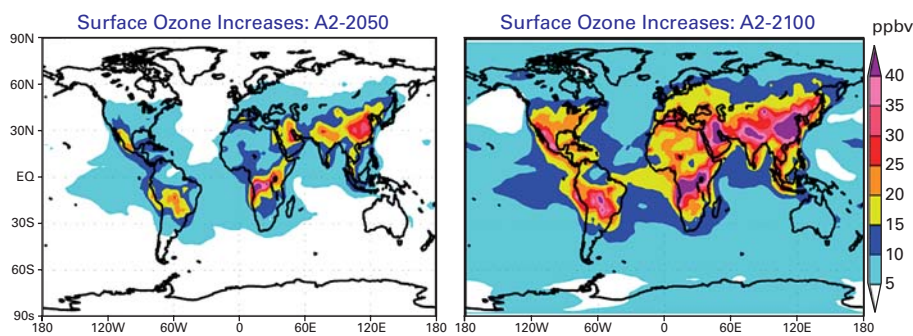 Surface Ozone Increases: A2-2050
90N
60N
30N
EQ
30S
60S
90s
180
120W
60W
0
60E
120E
180
Surface Ozone Increases: A2-2100
180
120W
60W
0
60E
120E
180
ppbv
40
35
30
25
20
15
10
5